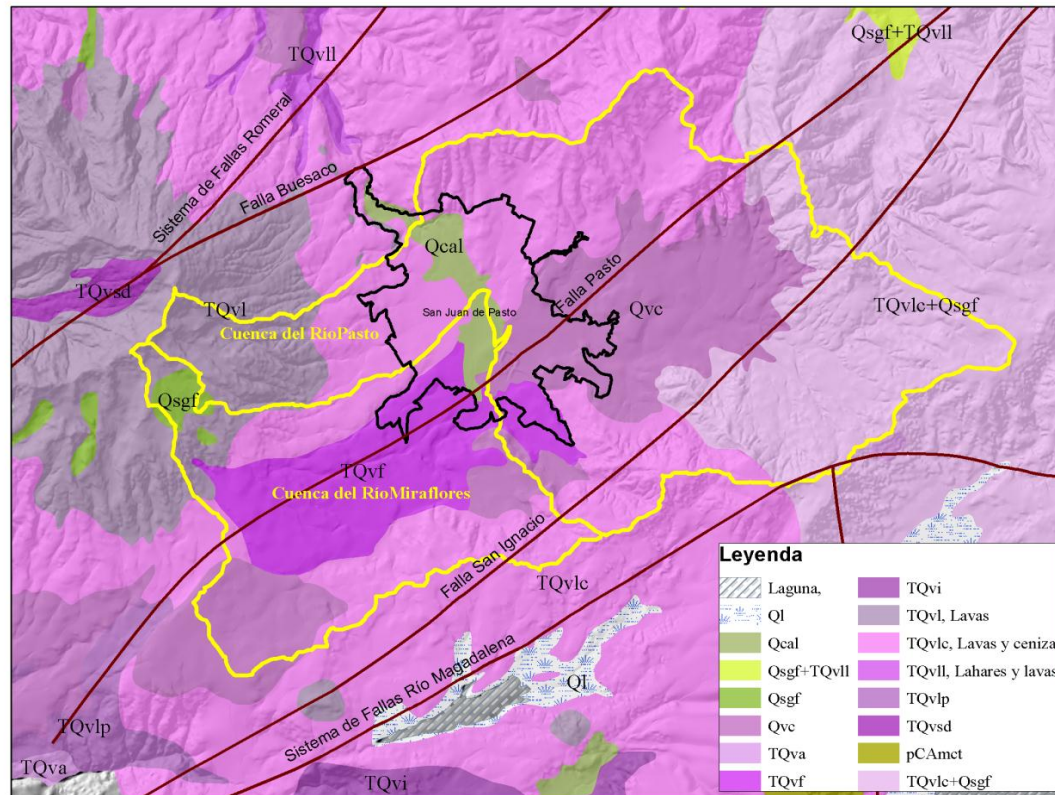 TQvll
Qsgf+TQvll
Sistema de Fallas Romeral
Falla Buesaco
Qcal
Falla Pasto
TQvsd
TQvl
San Juan de Pasto
Qvc
TQvlc+Qsgf
Cuenca del RíoPasto
Qsgf
TQvf
Cuenca del RíoMiraflores
Falla San Ignacio
TQvlc
Sistema de Fallas Río Magadalena
Ql
TQvlp
TQva
TQvi
Leyenda
Laguna,
Ql
Qcal
Qsgf+TQvll
Qsgf
Qvc
TQva
TQvf
TQvi
TQvl, Lavas
TQvlc, Lavas y ceniza
TQvll, Lahares y lavas
TQvlp
TQvsd
pCAmct
TQvlc+Qsgf